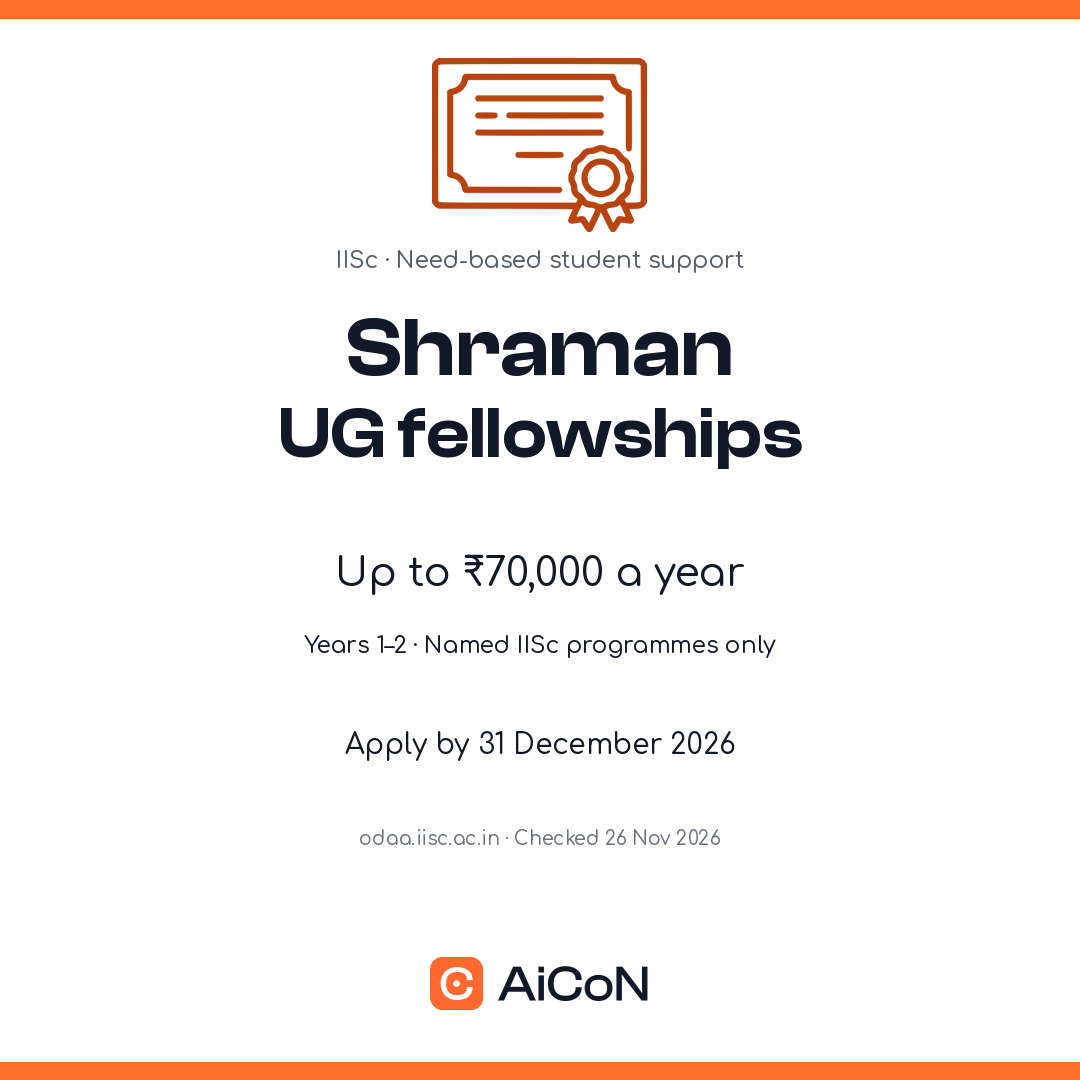 IISc · Need-based student support
Shraman
UG fellowships
Up to ₹70,000 a year
Years 1–2 · Named IISc programmes only
Apply by 31 December 2026
odaa.iisc.ac.in · Checked 26 Nov 2026
C AiCoN